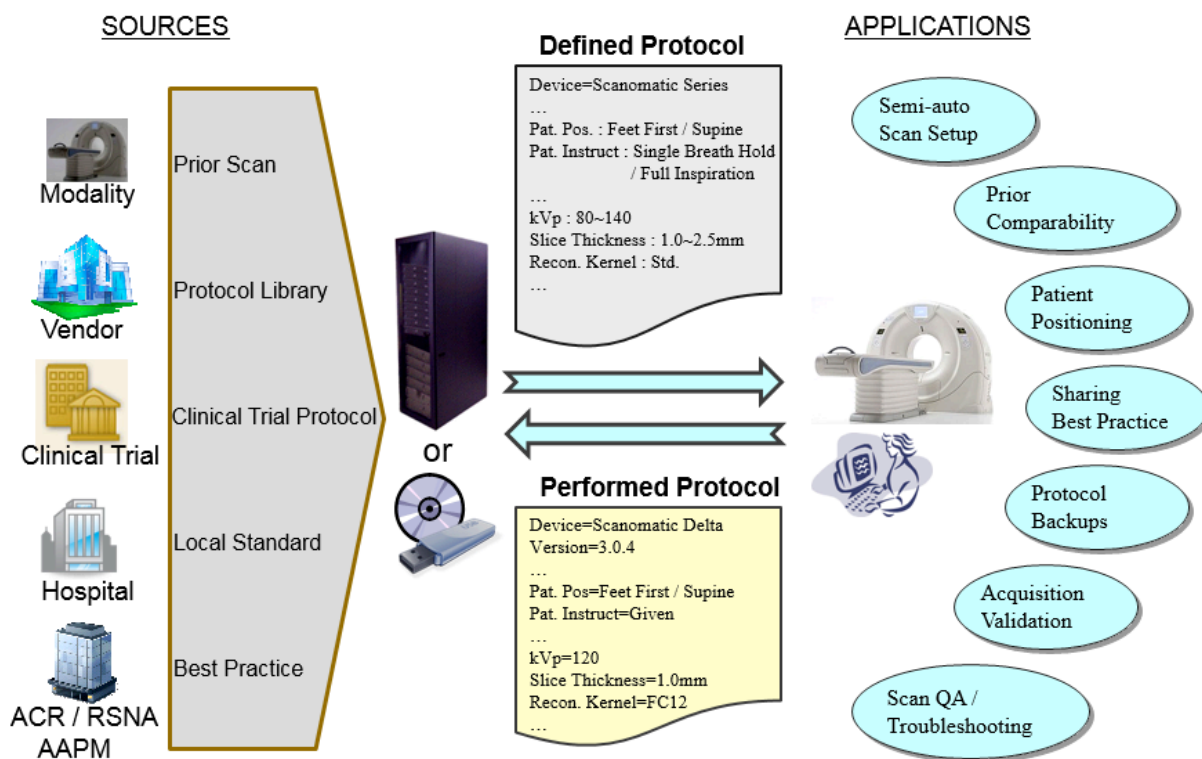 SOURCES
Modality
Vendor
Clinical Trial
Hospital
ACR / RSNA
AAPM
Prior Scan
Protocol Library
Clinical Trial Protocol
Local Standard
Best Practice
or
Defined Protocol
Device=Scanomatic Series
…
Pat. Pos. : Feet First / Supine
Pat. Instruct : Single Breath Hold
/ Full Inspiration
…
kVp : 80~140
Slice Thickness : 1.0~2.5mm
Recon. Kernel : Std.
…
Performed Protocol
Device=Scanomatic Delta
Version=3.0.4
…
Pat. Pos=Feet First / Supine
Pat. Instruct=Given
…
kVp=120
Slice Thickness=1.0mm
Recon. Kernel=FC12
…
APPLICATIONS
Semi-auto
Scan Setup
Prior
Comparability
Patient
Positioning
Sharing
Best Practice
Protocol
Backups
Acquisition
Validation
Scan QA /
Troubleshooting